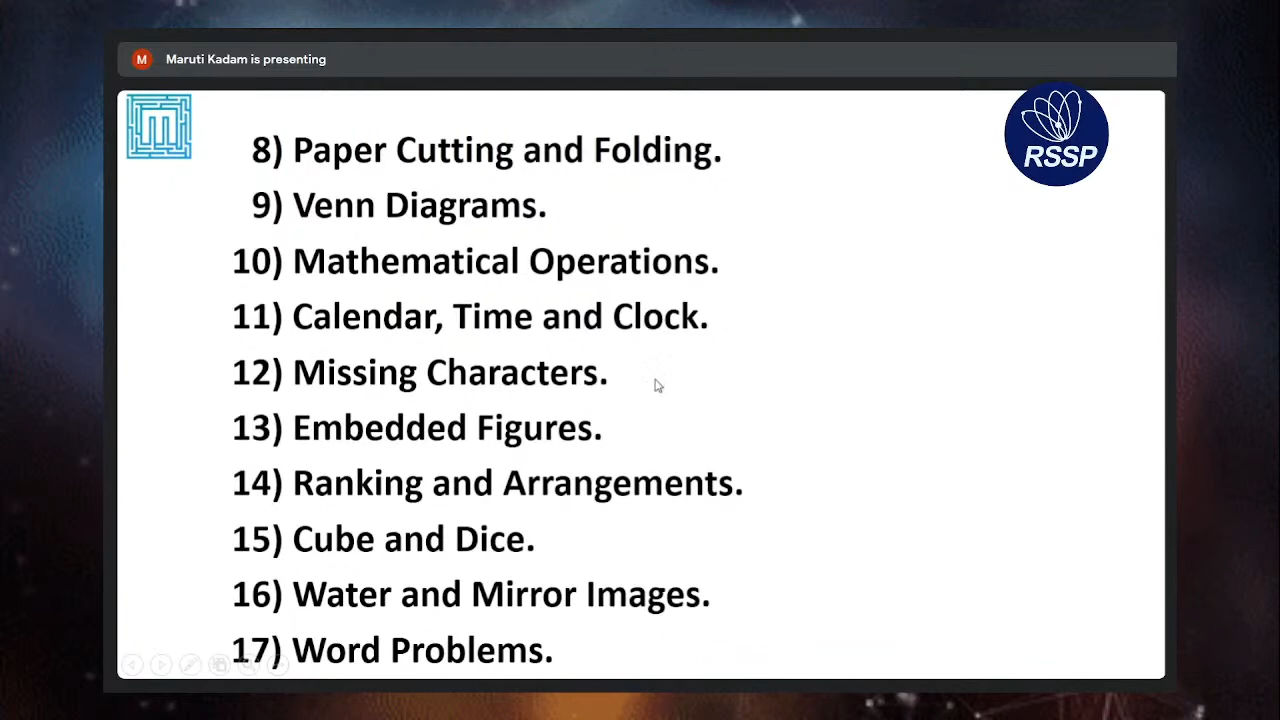 M Maruti Kadam is presenting
m
RSSP
8) Paper Cutting and Folding.
9) Venn Diagrams.
10) Mathematical Operations.
11) Calendar, Time and Clock.
12) Missing Characters.
13) Embedded Figures.
14) Ranking and Arrangements.
15) Cube and Dice.
16) Water and Mirror Images.
17) Word Problems.